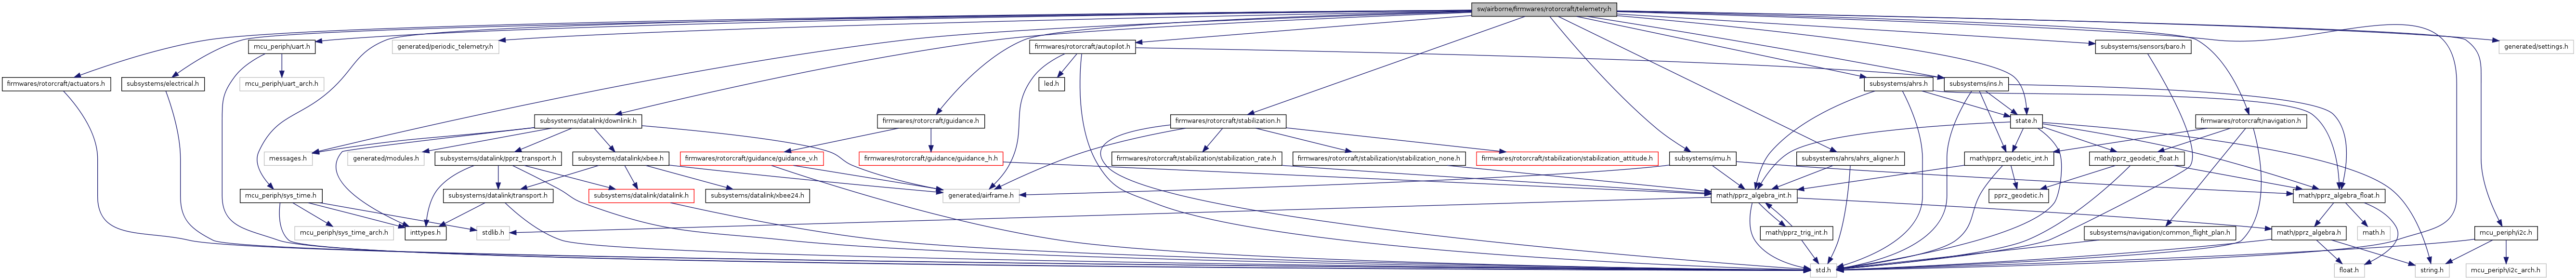 sw/airborne/firmwares/rotorcraft/telemetry.h
mcu_periph/uart.h
generated/periodic_telemetry.h
firmwares/rotorcraft/autopilot.h
subsystems/sensors/baro.h
generated/settings.h
firmwares/rotorcraft/actuators.h
subsystems/electrical.h
mcu_periph/uart_arch.h
led.h
subsystems/ahrs.h
subsystems/ins.h
subsystems/datalink/downlink.h
firmwares/rotorcraft/guidance.h
firmwares/rotorcraft/stabilization.h
state.h
firmwares/rotorcraft/navigation.h
messages.h
generated/modules.h
subsystems/datalink/pprz_transport.h
subsystems/datalink/xbee.h
firmwares/rotorcraft/guidance/guidance_v.h
firmwares/rotorcraft/guidance/guidance_h.h
firmwares/rotorcraft/stabilization/stabilization_rate.h
firmwares/rotorcraft/stabilization/stabilization_none.h
firmwares/rotorcraft/stabilization/stabilization_attitude.h
subsystems/imu.h
subsystems/ahrs/ahrs_aligner.h
math/pprz_geodetic_int.h
math/pprz_geodetic_float.h
mcu_periph/sys_time.h
subsystems/datalink/transport.h
subsystems/datalink/datalink.h
subsystems/datalink/xbee24.h
generated/airframe.h
math/pprz_algebra_int.h
pprz_geodetic.h
math/pprz_algebra_float.h
mcu_periph/sys_time_arch.h
inttypes.h
stdlib.h
math/pprz_trig_int.h
subsystems/navigation/common_flight_plan.h
math/pprz_algebra.h
math.h
mcu_periph/i2c.h
std.h
float.h
string.h
mcu_periph/i2c_arch.h